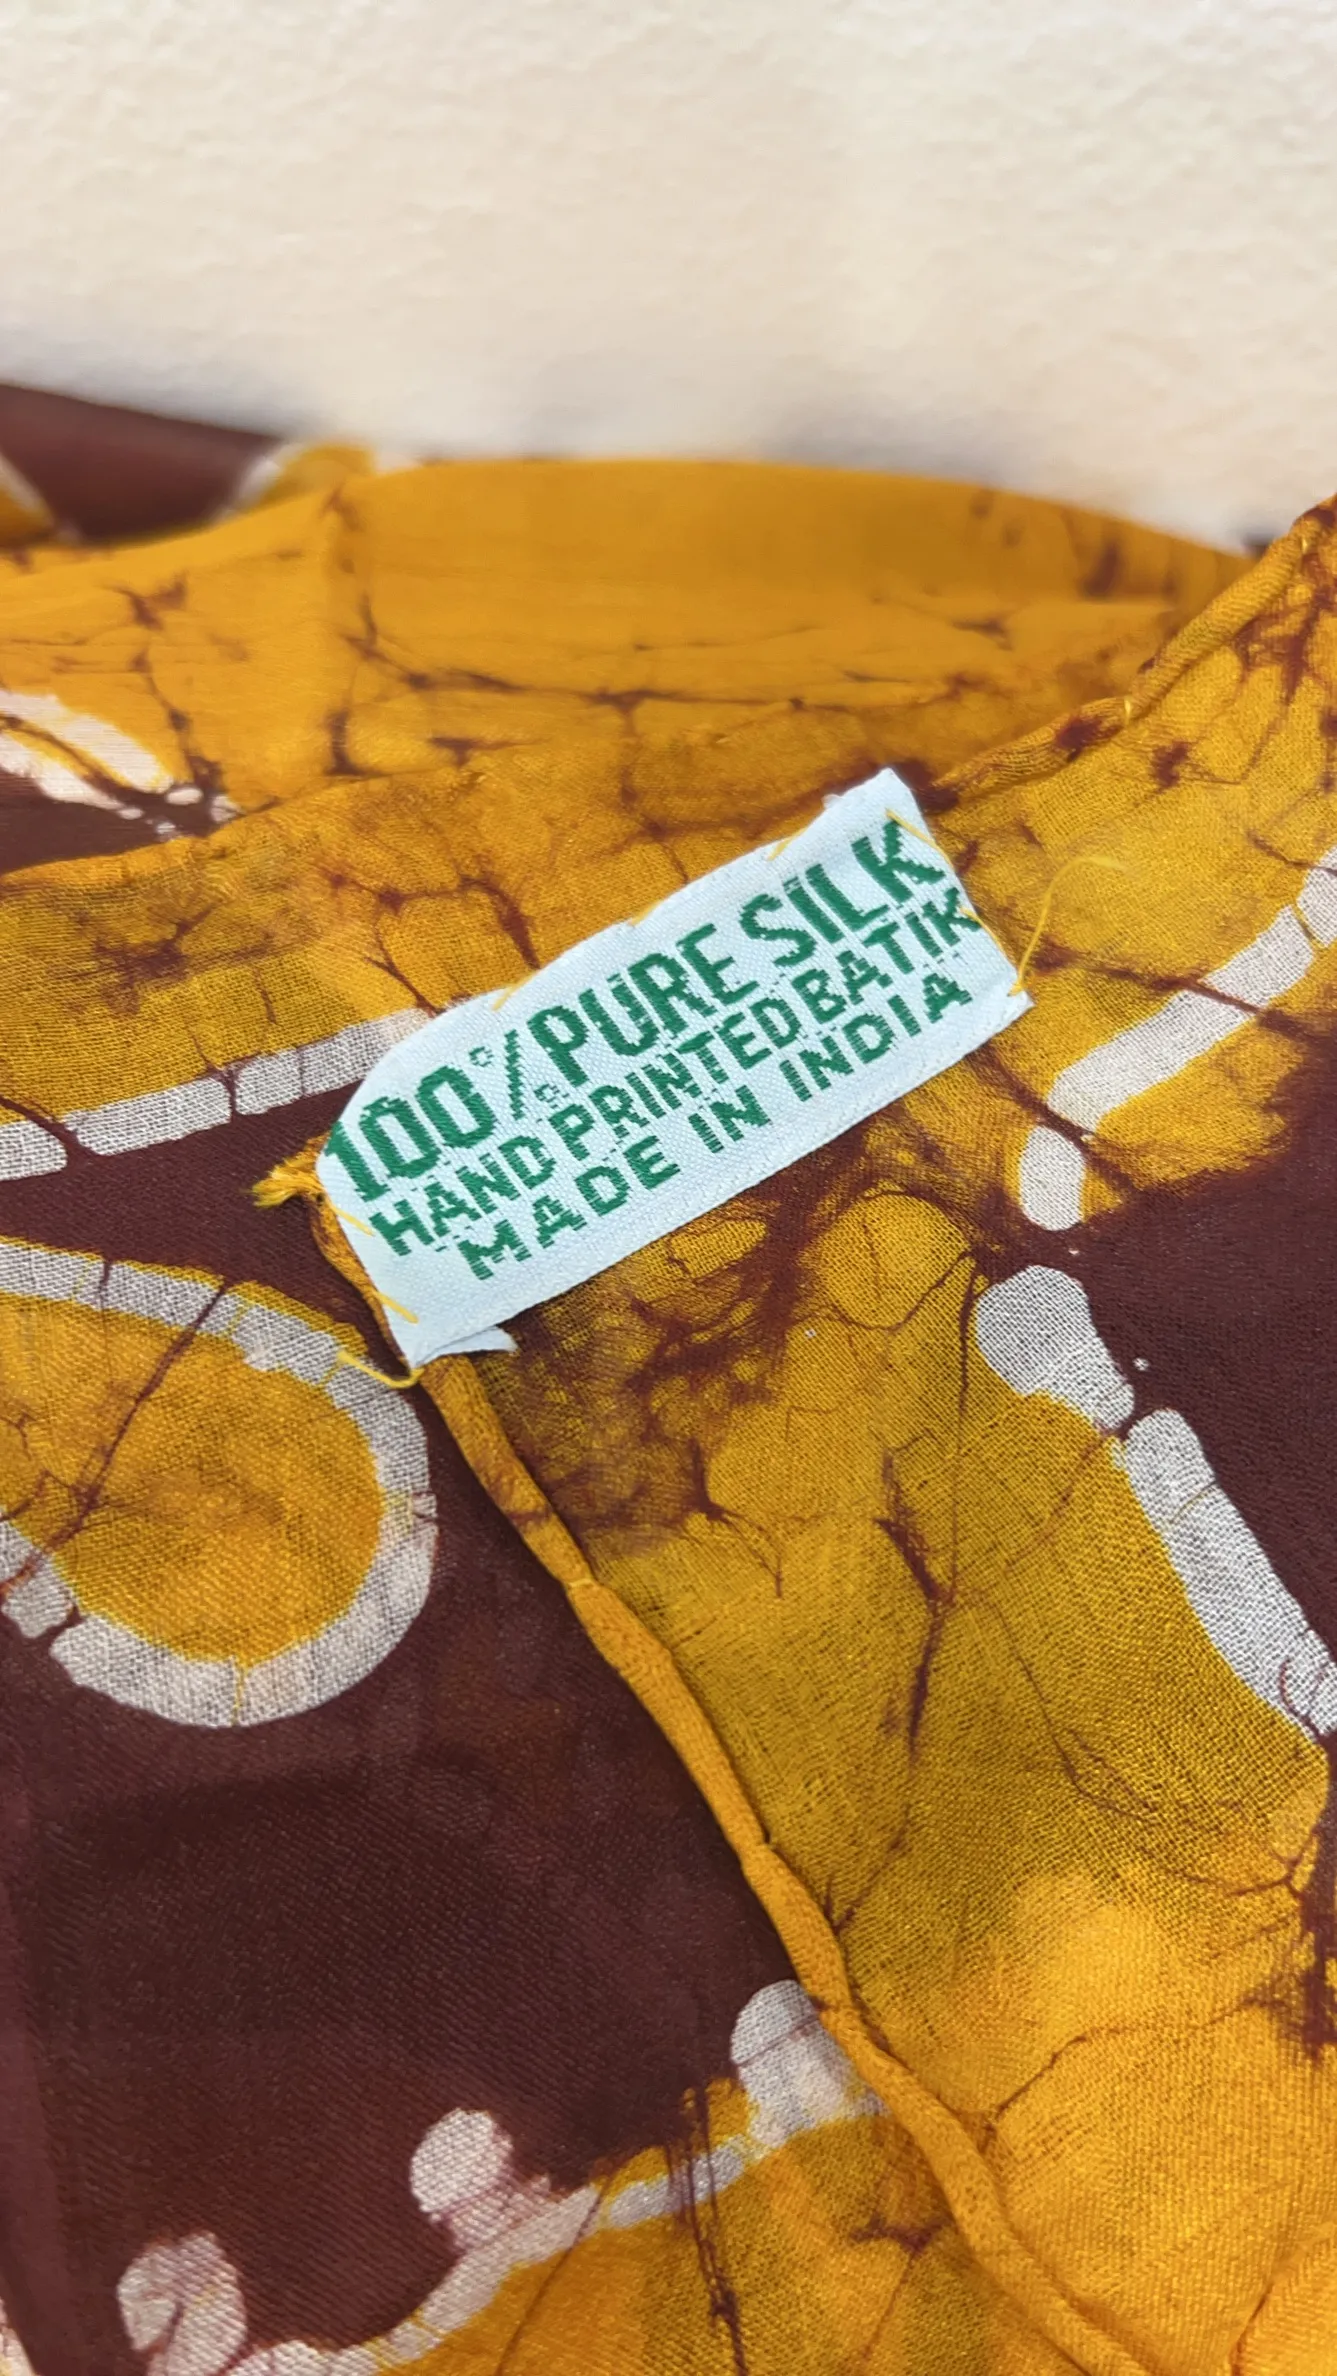 100% PURE SILK
HAND PRINTED BATIK
MADE IN INDIA